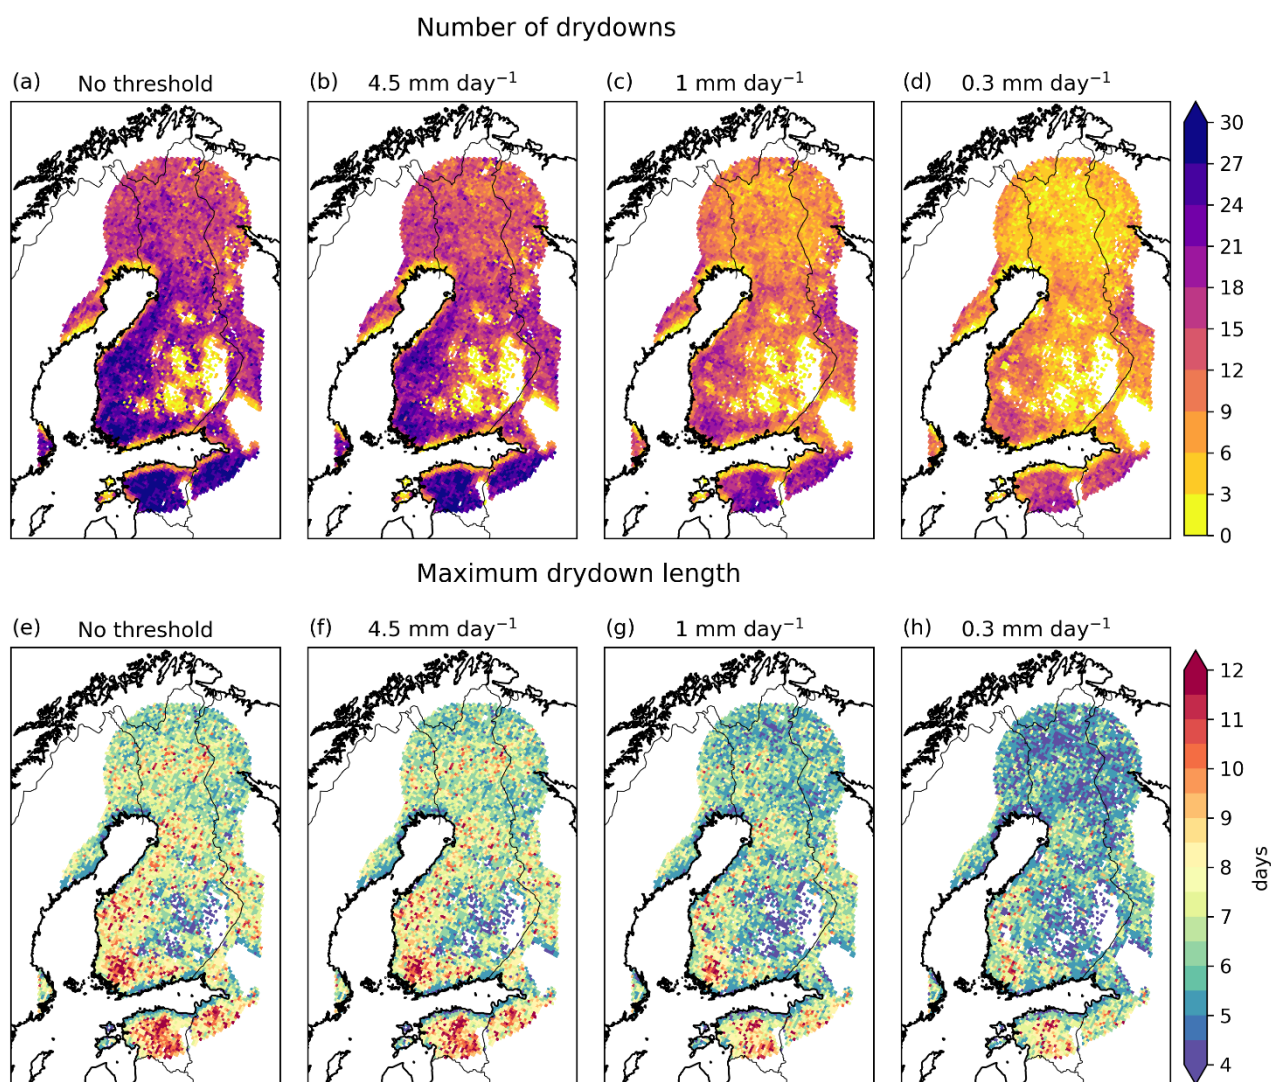 Number of drydowns
(a) No threshold
(b) 4.5 mm day⁻¹
(c) 1 mm day⁻¹
(d) 0.3 mm day⁻¹
30
27
24
21
18
15
12
9
6
3
0
Maximum drydown length
(e) No threshold
(f) 4.5 mm day⁻¹
(g) 1 mm day⁻¹
(h) 0.3 mm day⁻¹
12
11
10
9
8
7
6
5
4
days